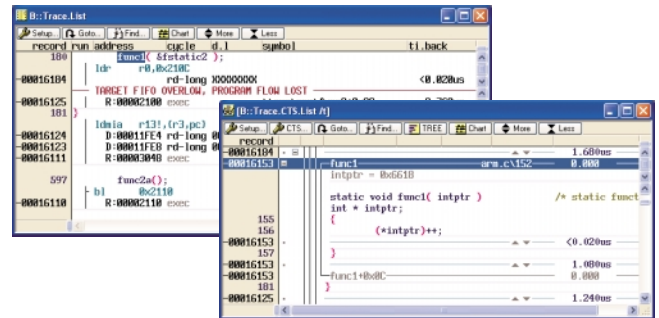 B::Trace.List
Setup... Goto... Find... Chart More Less
record run address cycle d.l symbol ti.back
180 func1( &fstatic2 );
ldr r0,0x210C
-00016184 rd-long XXXXXXXX <0.020us
TARGET FIFO OVERLOW, PROGRAM FLOW LOST
-00016125 R:00002100 exec
181 }
ldmia r13!,(r3,pc)
-00016124 D:00011FE4 rd-long
-00016123 D:00011FE8 rd-long
-00016111 R:0000304B exec
597 func2a();
bl 0x2110
-00016110 R:00002110 exec
[B::Trace.CTS.List /t]
Setup... CTS... Goto... Find... TREE Chart More Less
record
-00016184 1.680us
-00016153 func1 arm.c\152 0.000
intptr = 0x6618
static void func1( intptr ) /* static funct
int * intptr;
155 {
156 (*intptr)++;
-00016153 <0.020us
157 }
-00016153 1.080us
-00016153 func1+0x0C 0.000
181 }
-00016125 1.240us